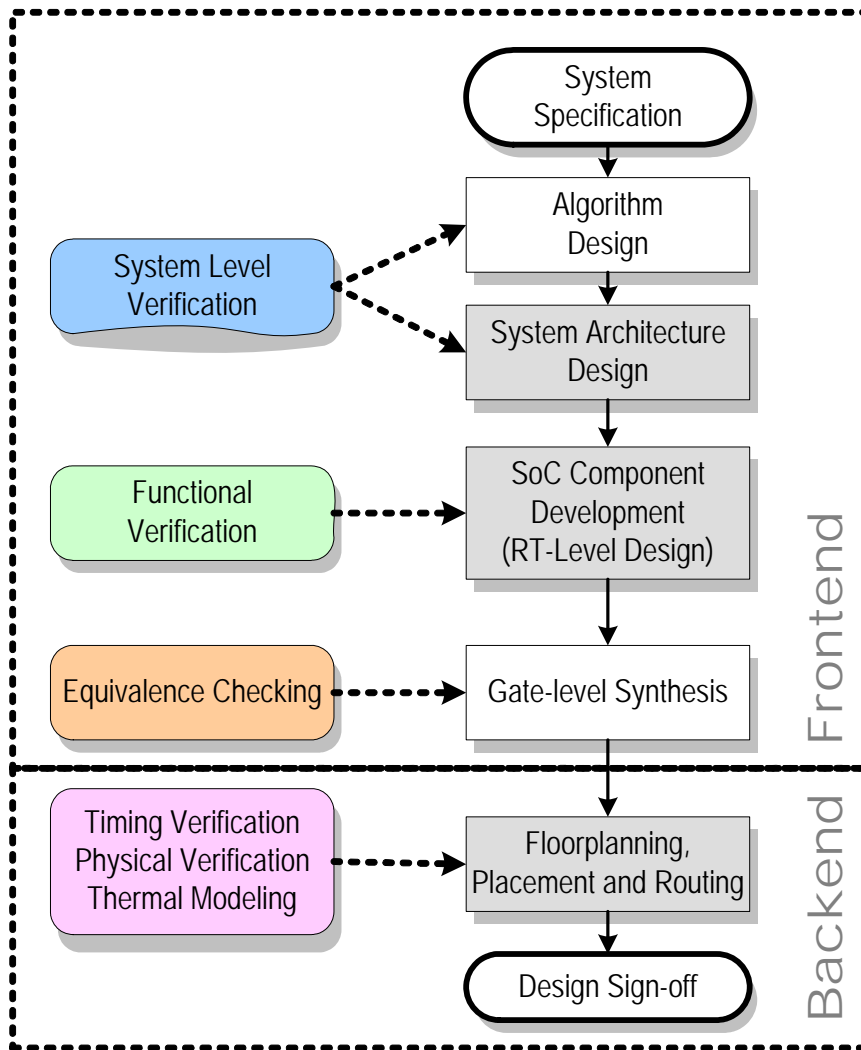 System
Specification
Algorithm
Design
System Level
Verification
System Architecture
Design
Functional
Verification
SoC Component
Development
(RT-Level Design)
Equivalence Checking
Gate-level Synthesis
Frontend
Timing Verification
Physical Verification
Thermal Modeling
Floorplanning,
Placement and Routing
Design Sign-off
Backend